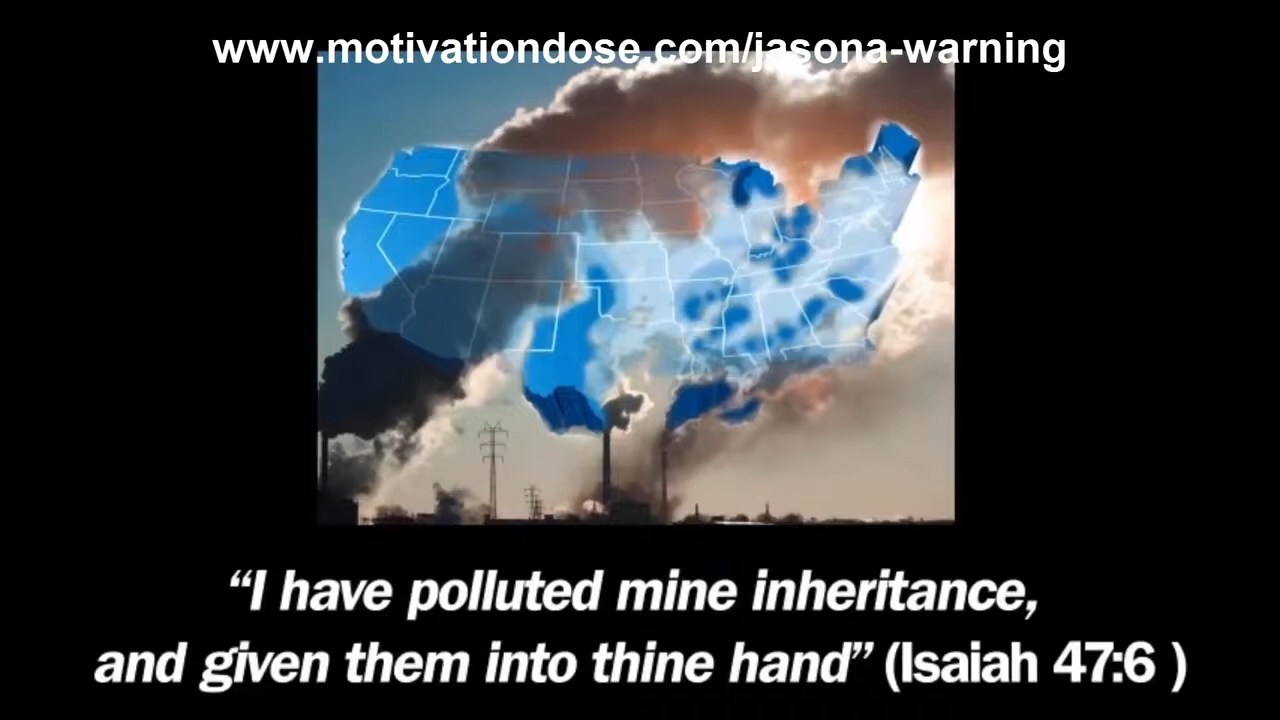 www.motivationdose.com/jasona-warning
“I have polluted mine inheritance,
and given them into thine hand” (Isaiah 47:6 )